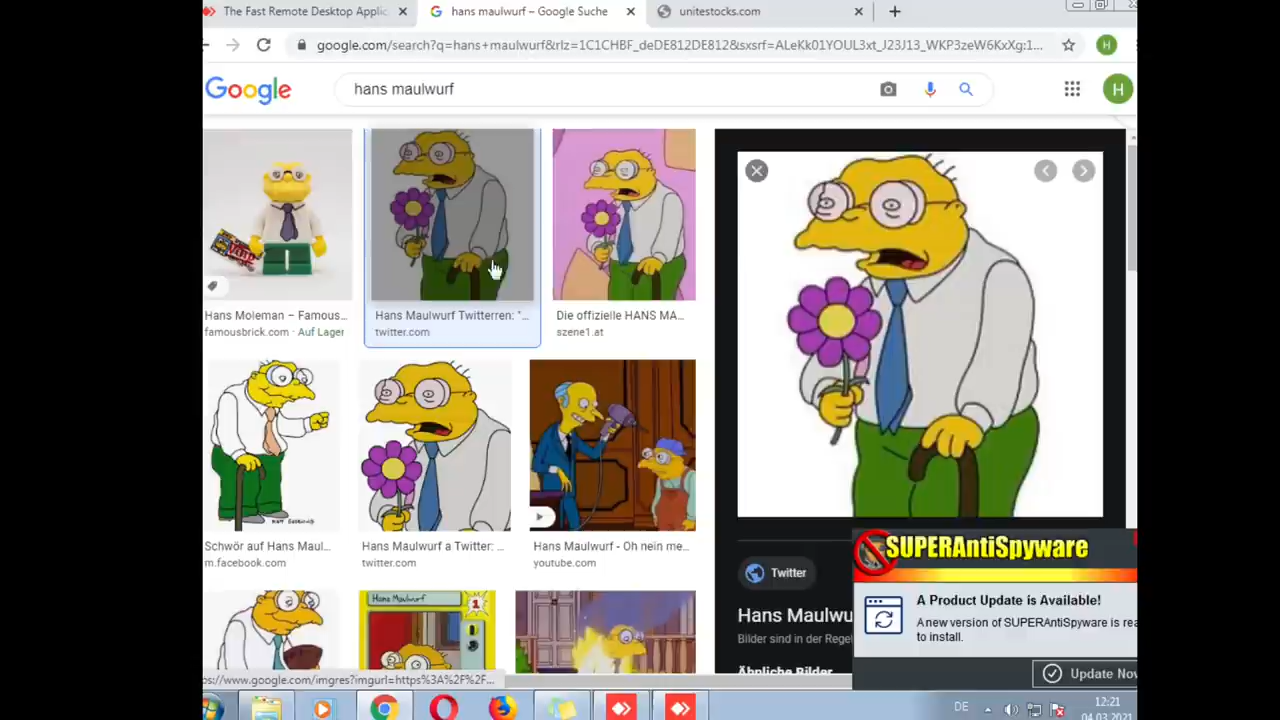 The Fast Remote Desktop Applic
hans maulwurf – Google Suche
unitestocks.com
google.com/search?q=hans+maulwurf&rlz=1C1CHBF_deDE812DE812&sxsrf=ALeKk01YOUL3xt_J23J13_WKP3zeW6KxXg:1...
H
Google
hans maulwurf
H
Hans Moleman – Famous...
famousbrick.com · Auf Lager
Hans Maulwurf Twitterren: "...
twitter.com
Die offizielle HANS MA...
szene1.at
Schwör auf Hans Maul...
m.facebook.com
Hans Maulwurf a Twitter: ...
twitter.com
Hans Maulwurf - Oh nein me...
youtube.com
Hans Maulwurf
1
Twitter
Hans Maulwu
Bilder sind in der Regel
Ähnliche Bilder
SUPERAntiSpyware
A Product Update is Available!
A new version of SUPERAntiSpyware is rea
to install.
Update Now
ps://www.google.com/imgres?imgurl=https%3A%2F%2F...
DE
12:21
04.03.2021